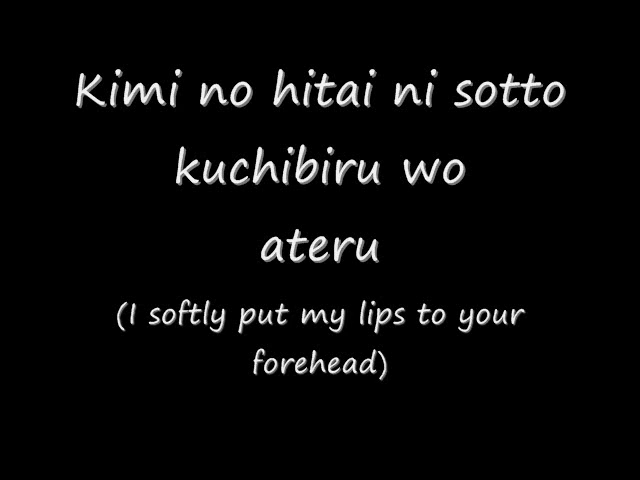 Kimi no hitai ni sotto
kuchibiru wo
ateru
(I softly put my lips to your
forehead)